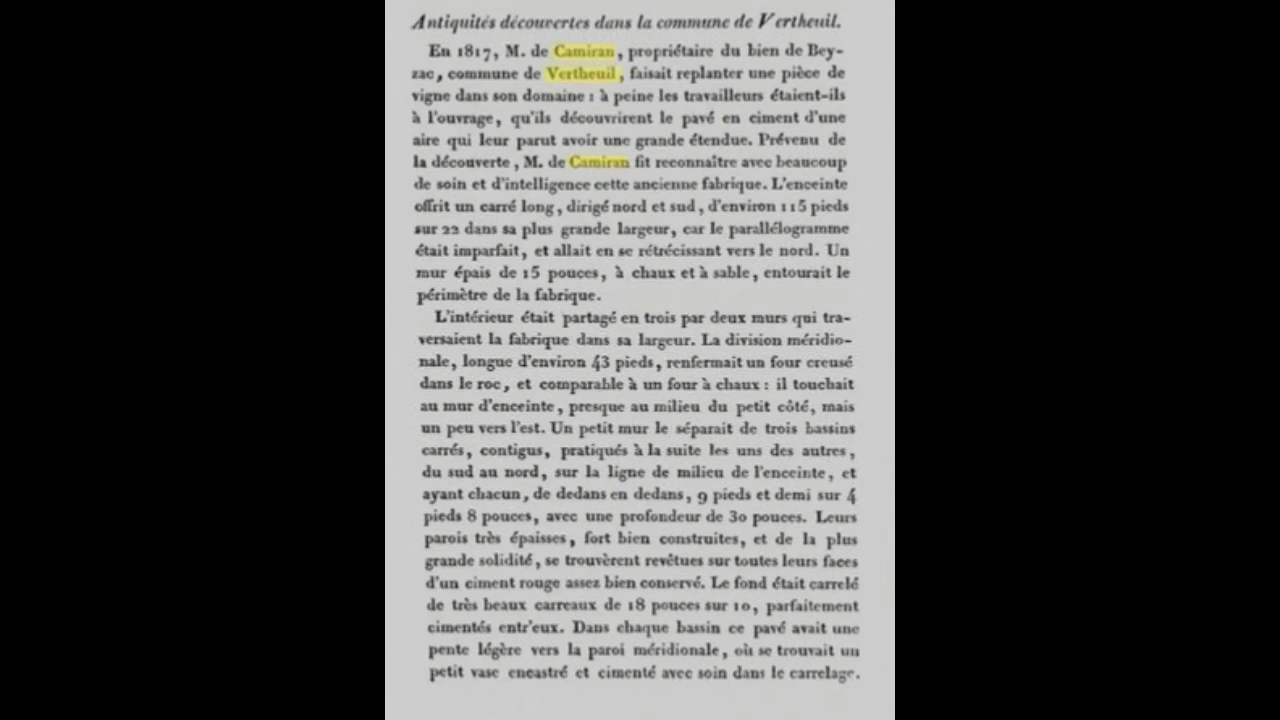 Antiquités découvertes dans la commune de Vertheuil.
En 1817, M. de Camiran, propriétaire du bien de Bey-
zac, commune de Vertheuil, faisait replanter une pièce de
vigne dans son domaine : à peine les travailleurs étaient-ils
à l'ouvrage, qu'ils découvrirent le pavé en ciment d'une
aire qui leur parut avoir une grande étendue. Prévenu de
la découverte, M. de Camiran fit reconnaître avec beaucoup
de soin et d'intelligence cette ancienne fabrique. L'enceinte
offrit un carré long, dirigé nord et sud, d'environ 115 pieds
sur 22 dans sa plus grande largeur, car le parallélogramme
était imparfait, et allait en se rétrécissant vers le nord. Un
mur épais de 15 pouces, à chaux et à sable, entourait le
périmètre de la fabrique.
L'intérieur était partagé en trois par deux murs qui tra-
versaient la fabrique dans sa largeur. La division méridio-
nale, longue d'environ 43 pieds, renfermait un four creusé
dans le roc, et comparable à un four à chaux : il touchait
au mur d'enceinte, presque au milieu du petit côté, mais
un peu vers l'est. Un petit mur le séparait de trois bassins
carrés, contigus, pratiqués à la suite les uns des autres,
du sud au nord, sur la ligne de milieu de l'enceinte, et
ayant chacun, de dedans en dedans, 9 pieds et demi sur 4
pieds 8 pouces, avec une profondeur de 30 pouces. Leurs
parois très épaisses, fort bien construites, et de la plus
grande solidité, se trouvèrent revêtues sur toutes leurs faces
d'un ciment rouge assez bien conservé. Le fond était carrelé
de très beaux carreaux de 18 pouces sur 10, parfaitement
cimentés entr'eux. Dans chaque bassin ce pavé avait une
pente légère vers la paroi méridionale, où se trouvait un
petit vase encastré et cimenté avec soin dans le carrelage.